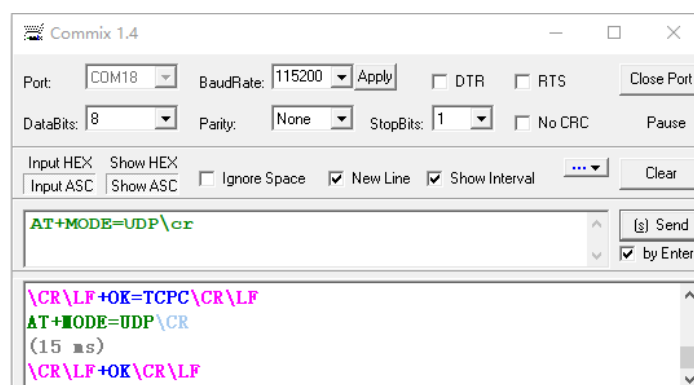 Commix 1.4
Port: COM18 BaudRate: 115200 Apply DTR RTS Close Port
DataBits: 8 Parity: None StopBits: 1 No CRC Pause
Input HEX Show HEX
Input ASC Show ASC Ignore Space New Line Show Interval ... Clear
AT+MODE=UDP\cr
(s) Send
by Enter
\CR\LF+OK=TCPC\CR\LF
AT+MODE=UDP\CR
(15 ms)
\CR\LF+OK\CR\LF